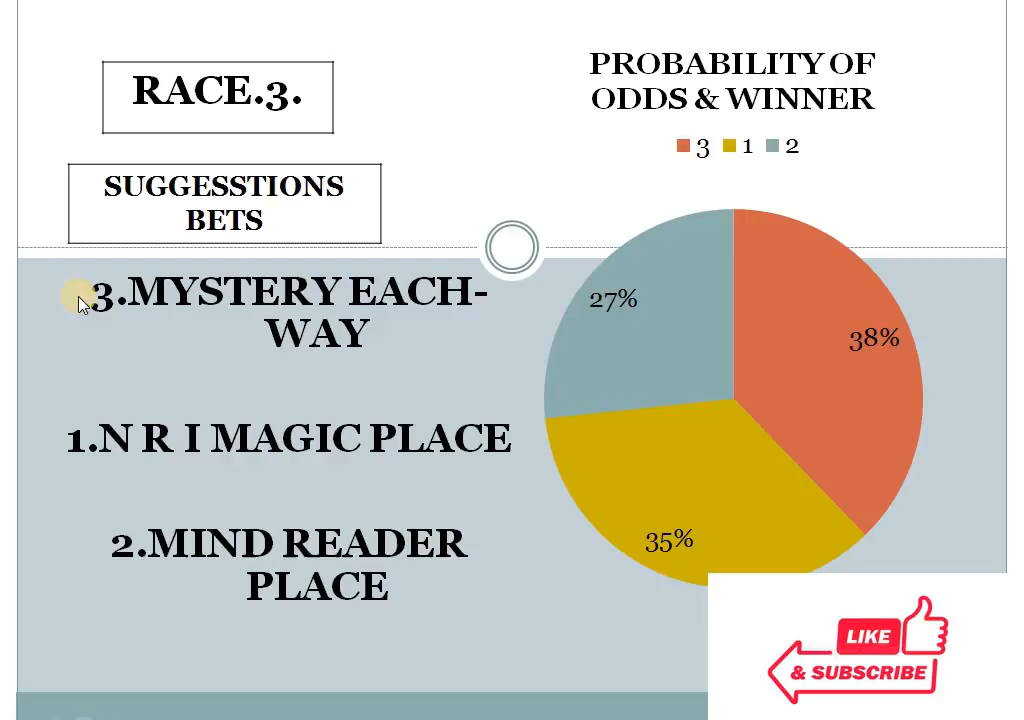 RACE.3.
SUGGESSTIONS
BETS
3.MYSTERY EACH-
WAY
1.N R I MAGIC PLACE
2.MIND READER
PLACE
PROBABILITY OF
ODDS & WINNER
3 1 2
27%
38%
35%
LIKE
& SUBSCRIBE